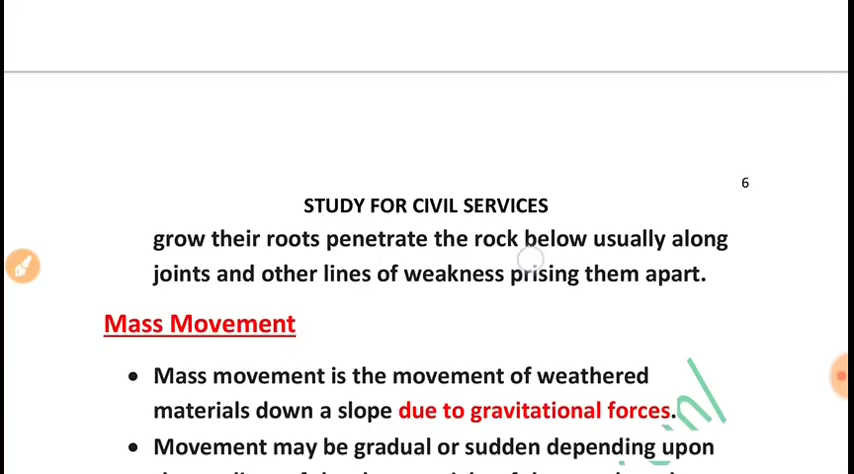 6
STUDY FOR CIVIL SERVICES
grow their roots penetrate the rock below usually along
joints and other lines of weakness prising them apart.
Mass Movement
• Mass movement is the movement of weathered
materials down a slope due to gravitational forces.
• Movement may be gradual or sudden depending upon